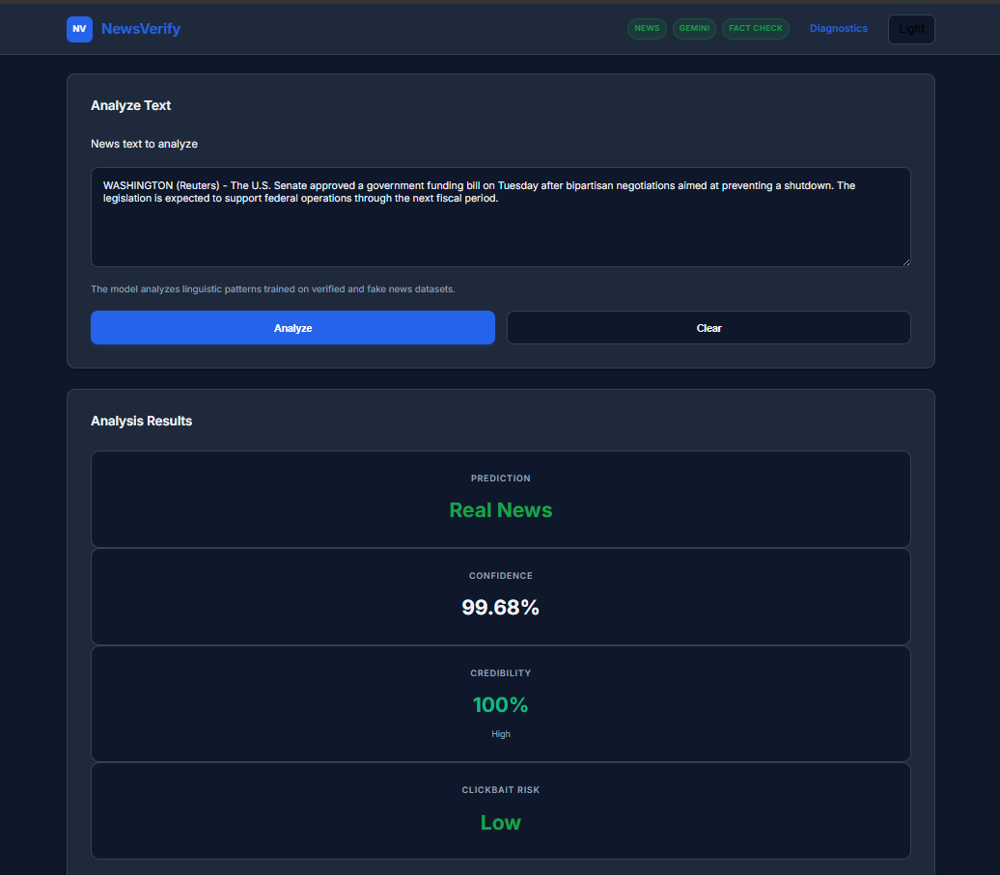 NV NewsVerify NEWS GEMINI FACT CHECK Diagnostics Light
Analyze Text
News text to analyze
WASHINGTON (Reuters) - The U.S. Senate approved a government funding bill on Tuesday after bipartisan negotiations aimed at preventing a shutdown. The
legislation is expected to support federal operations through the next fiscal period.
The model analyzes linguistic patterns trained on verified and fake news datasets.
Analyze Clear
Analysis Results
PREDICTION
Real News
CONFIDENCE
99.68%
CREDIBILITY
100%
High
CLICKBAIT RISK
Low